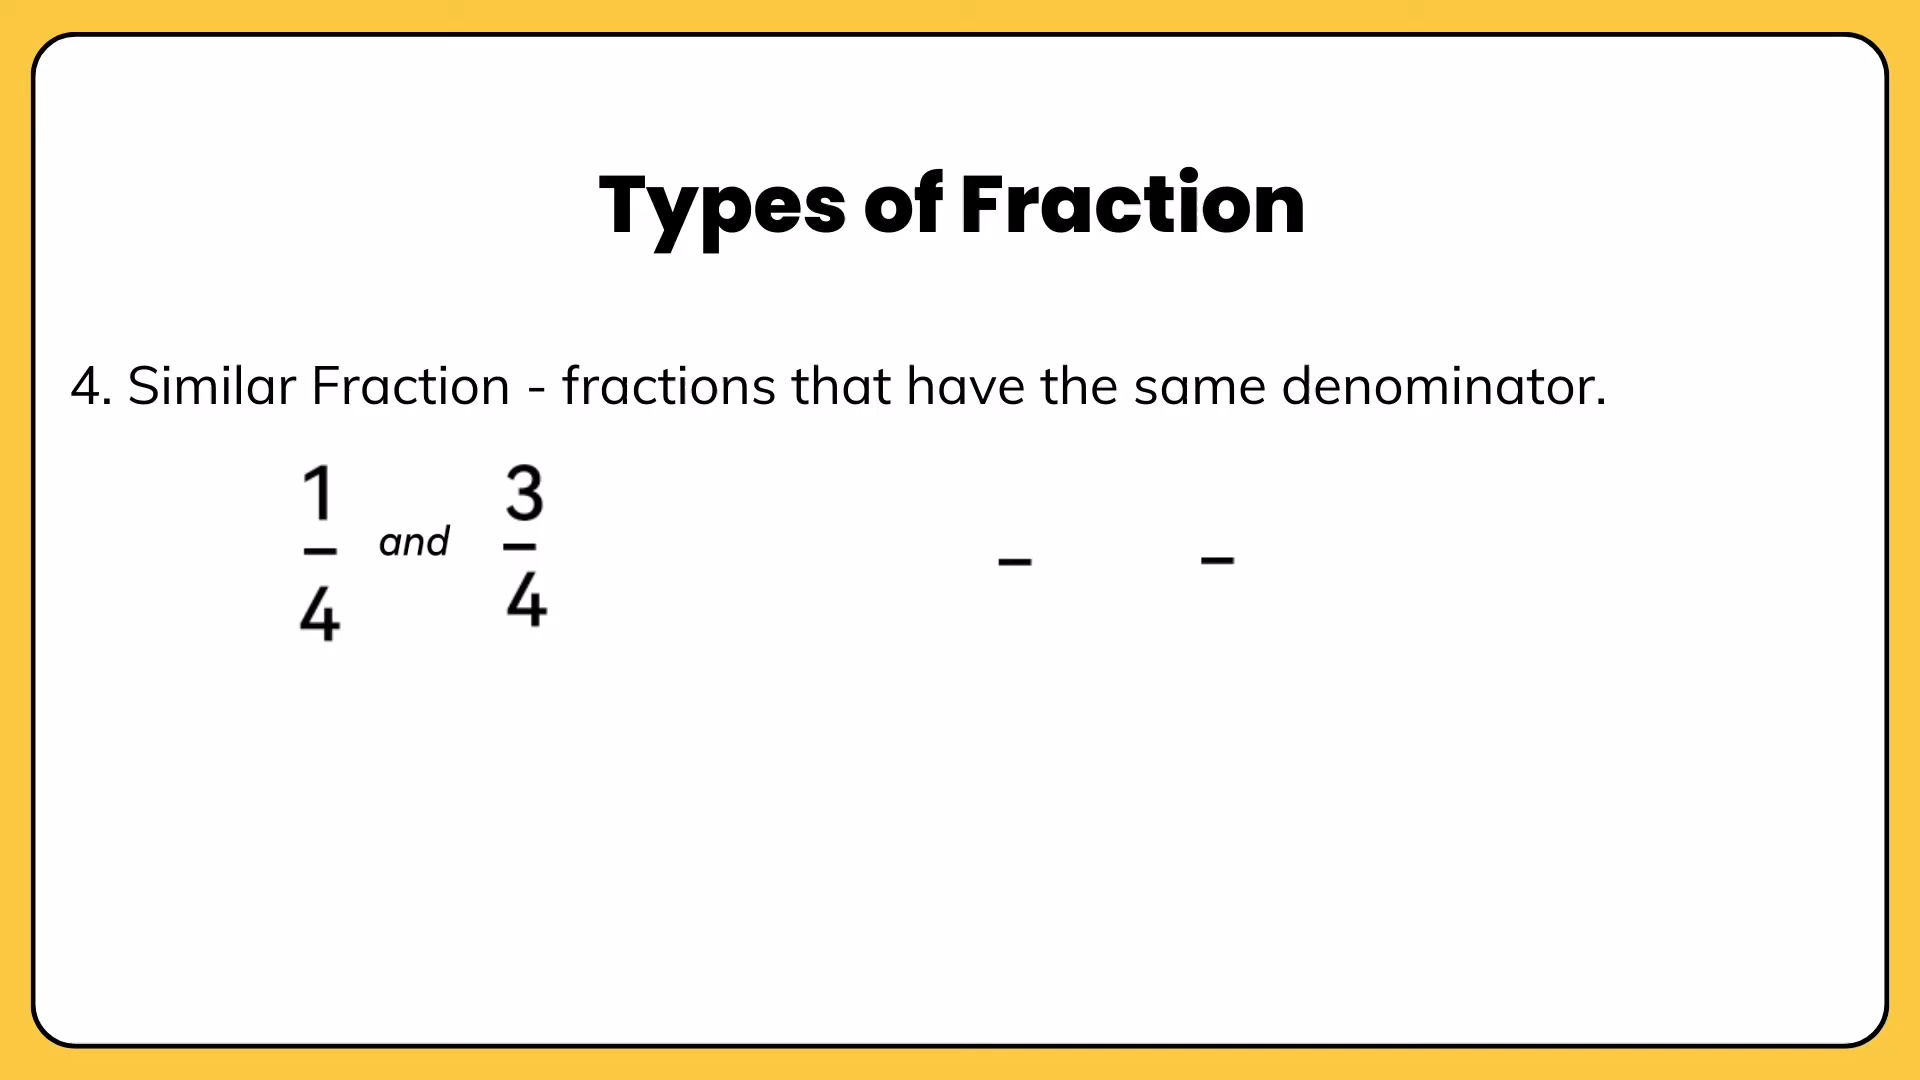 Types of Fraction
4. Similar Fraction - fractions that have the same denominator.
1/4 and 3/4
– –